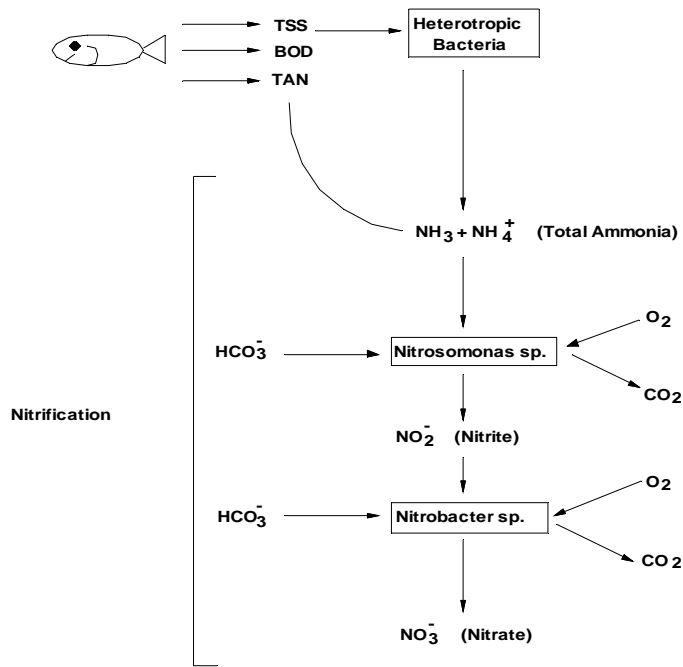 TSS
Heterotropic
Bacteria
BOD
TAN
NH3 + NH4+ (Total Ammonia)
O2
HCO3-
Nitrosomonas sp.
CO2
Nitrification
NO2- (Nitrite)
O2
HCO3-
Nitrobacter sp.
CO2
NO3- (Nitrate)